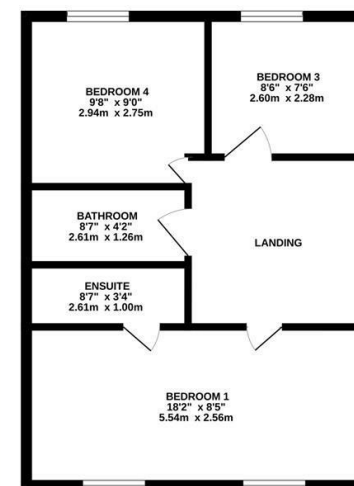 BEDROOM 4
9'8" x 9'0"
2.94m x 2.75m
BEDROOM 3
8'6" x 7'6"
2.60m x 2.28m
BATHROOM
8'7" x 4'2"
2.61m x 1.26m
LANDING
ENSUITE
8'7" x 3'4"
2.61m x 1.00m
BEDROOM 1
18'2" x 8'5"
5.54m x 2.56m